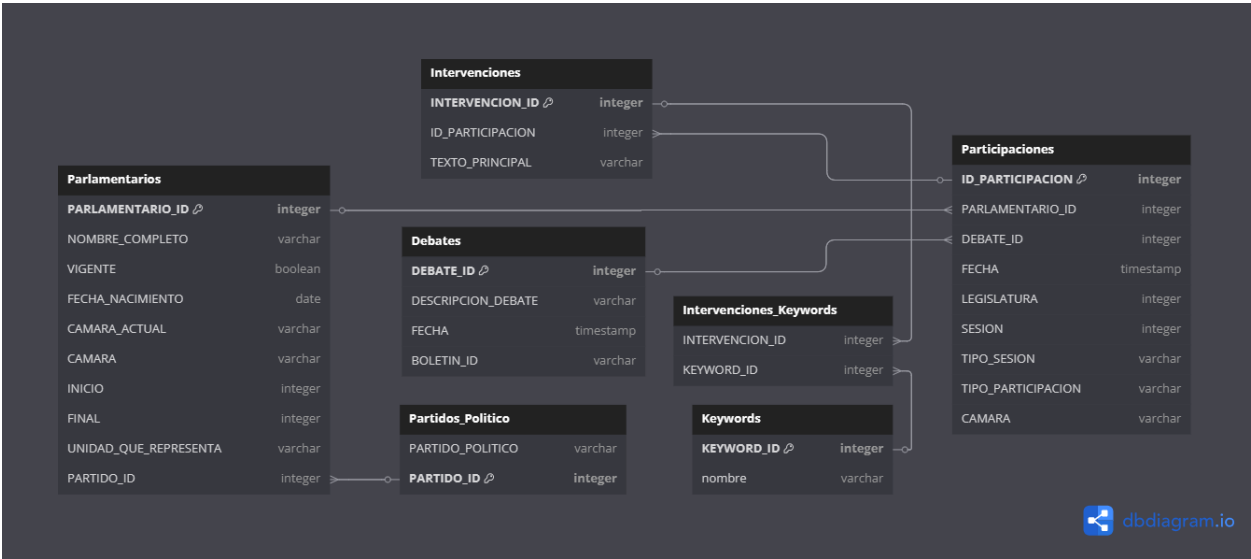 Intervenciones
INTERVENCION_ID integer
ID_PARTICIPACION integer
TEXTO_PRINCIPAL varchar
Participaciones
ID_PARTICIPACION integer
PARLAMENTARIO_ID integer
DEBATE_ID integer
FECHA timestamp
LEGISLATURA integer
SESION integer
TIPO_SESION varchar
TIPO_PARTICIPACION varchar
CAMARA varchar
Parlamentarios
PARLAMENTARIO_ID integer
NOMBRE_COMPLETO varchar
VIGENTE boolean
FECHA_NACIMIENTO date
CAMARA_ACTUAL varchar
CAMARA varchar
INICIO integer
FINAL integer
UNIDAD_QUE_REPRESENTA varchar
PARTIDO_ID integer
Debates
DEBATE_ID integer
DESCRIPCION_DEBATE varchar
FECHA timestamp
BOLETIN_ID varchar
Intervenciones_Keywords
INTERVENCION_ID integer
KEYWORD_ID integer
Partidos_Politico
PARTIDO_POLITICO varchar
PARTIDO_ID integer
Keywords
KEYWORD_ID integer
nombre varchar
dbdiagram.io